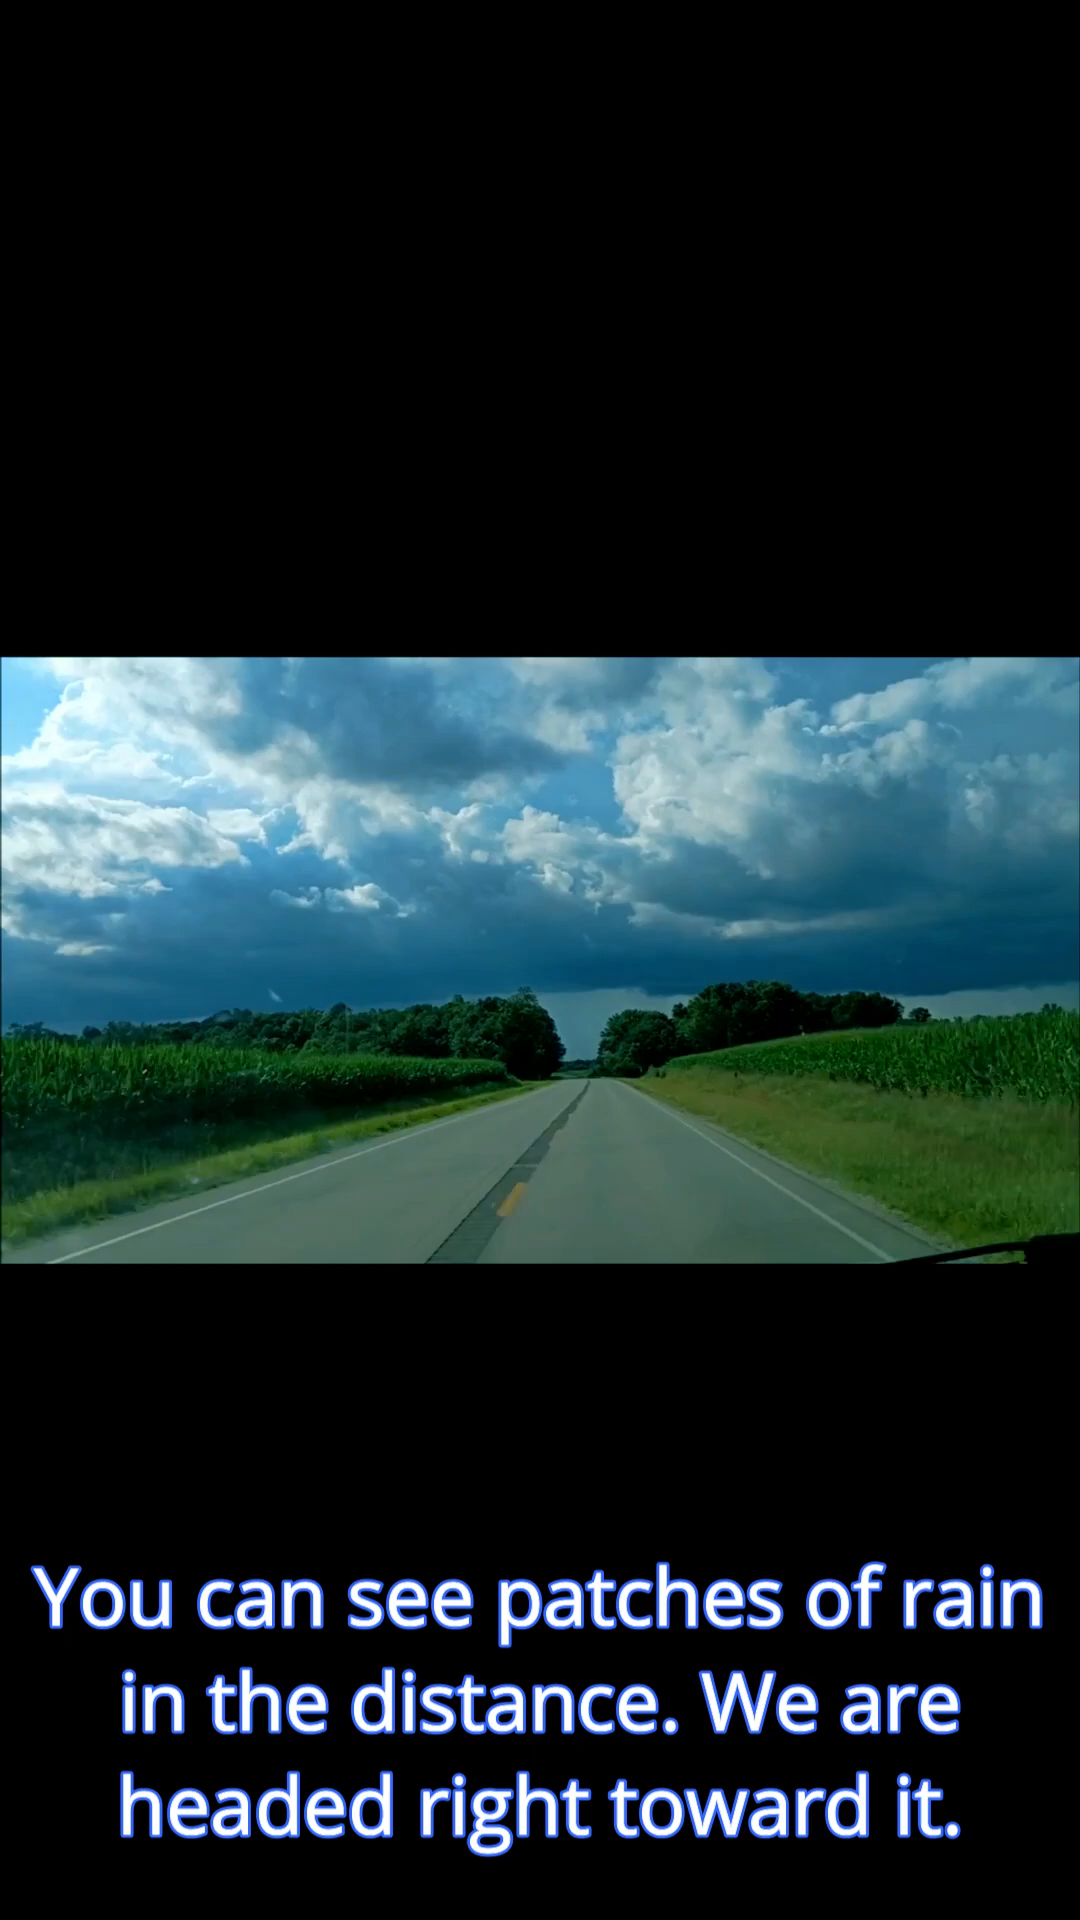 You can see patches of rain
in the distance. We are
headed right toward it.